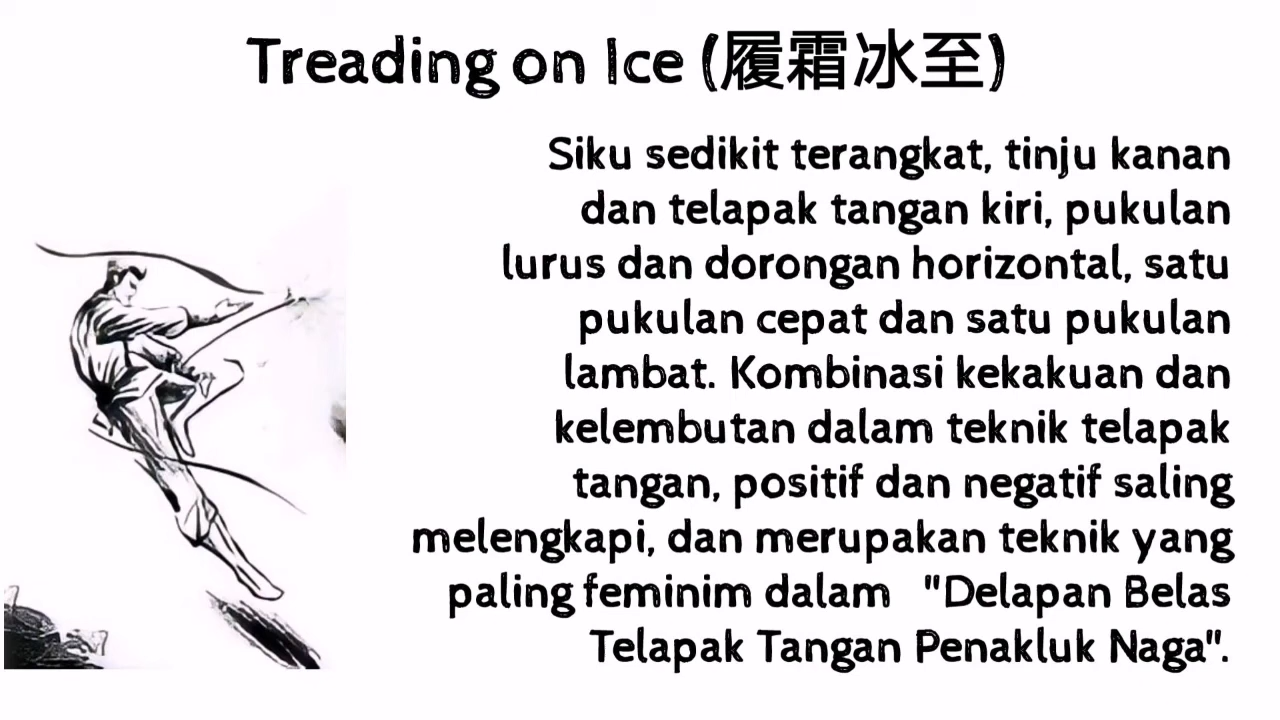 Treading on Ice (履霜冰至)
Siku sedikit terangkat, tinju kanan
dan telapak tangan kiri, pukulan
lurus dan dorongan horizontal, satu
pukulan cepat dan satu pukulan
lambat. Kombinasi kekakuan dan
kelembutan dalam teknik telapak
tangan, positif dan negatif saling
melengkapi, dan merupakan teknik yang
paling feminim dalam "Delapan Belas
Telapak Tangan Penakluk Naga".